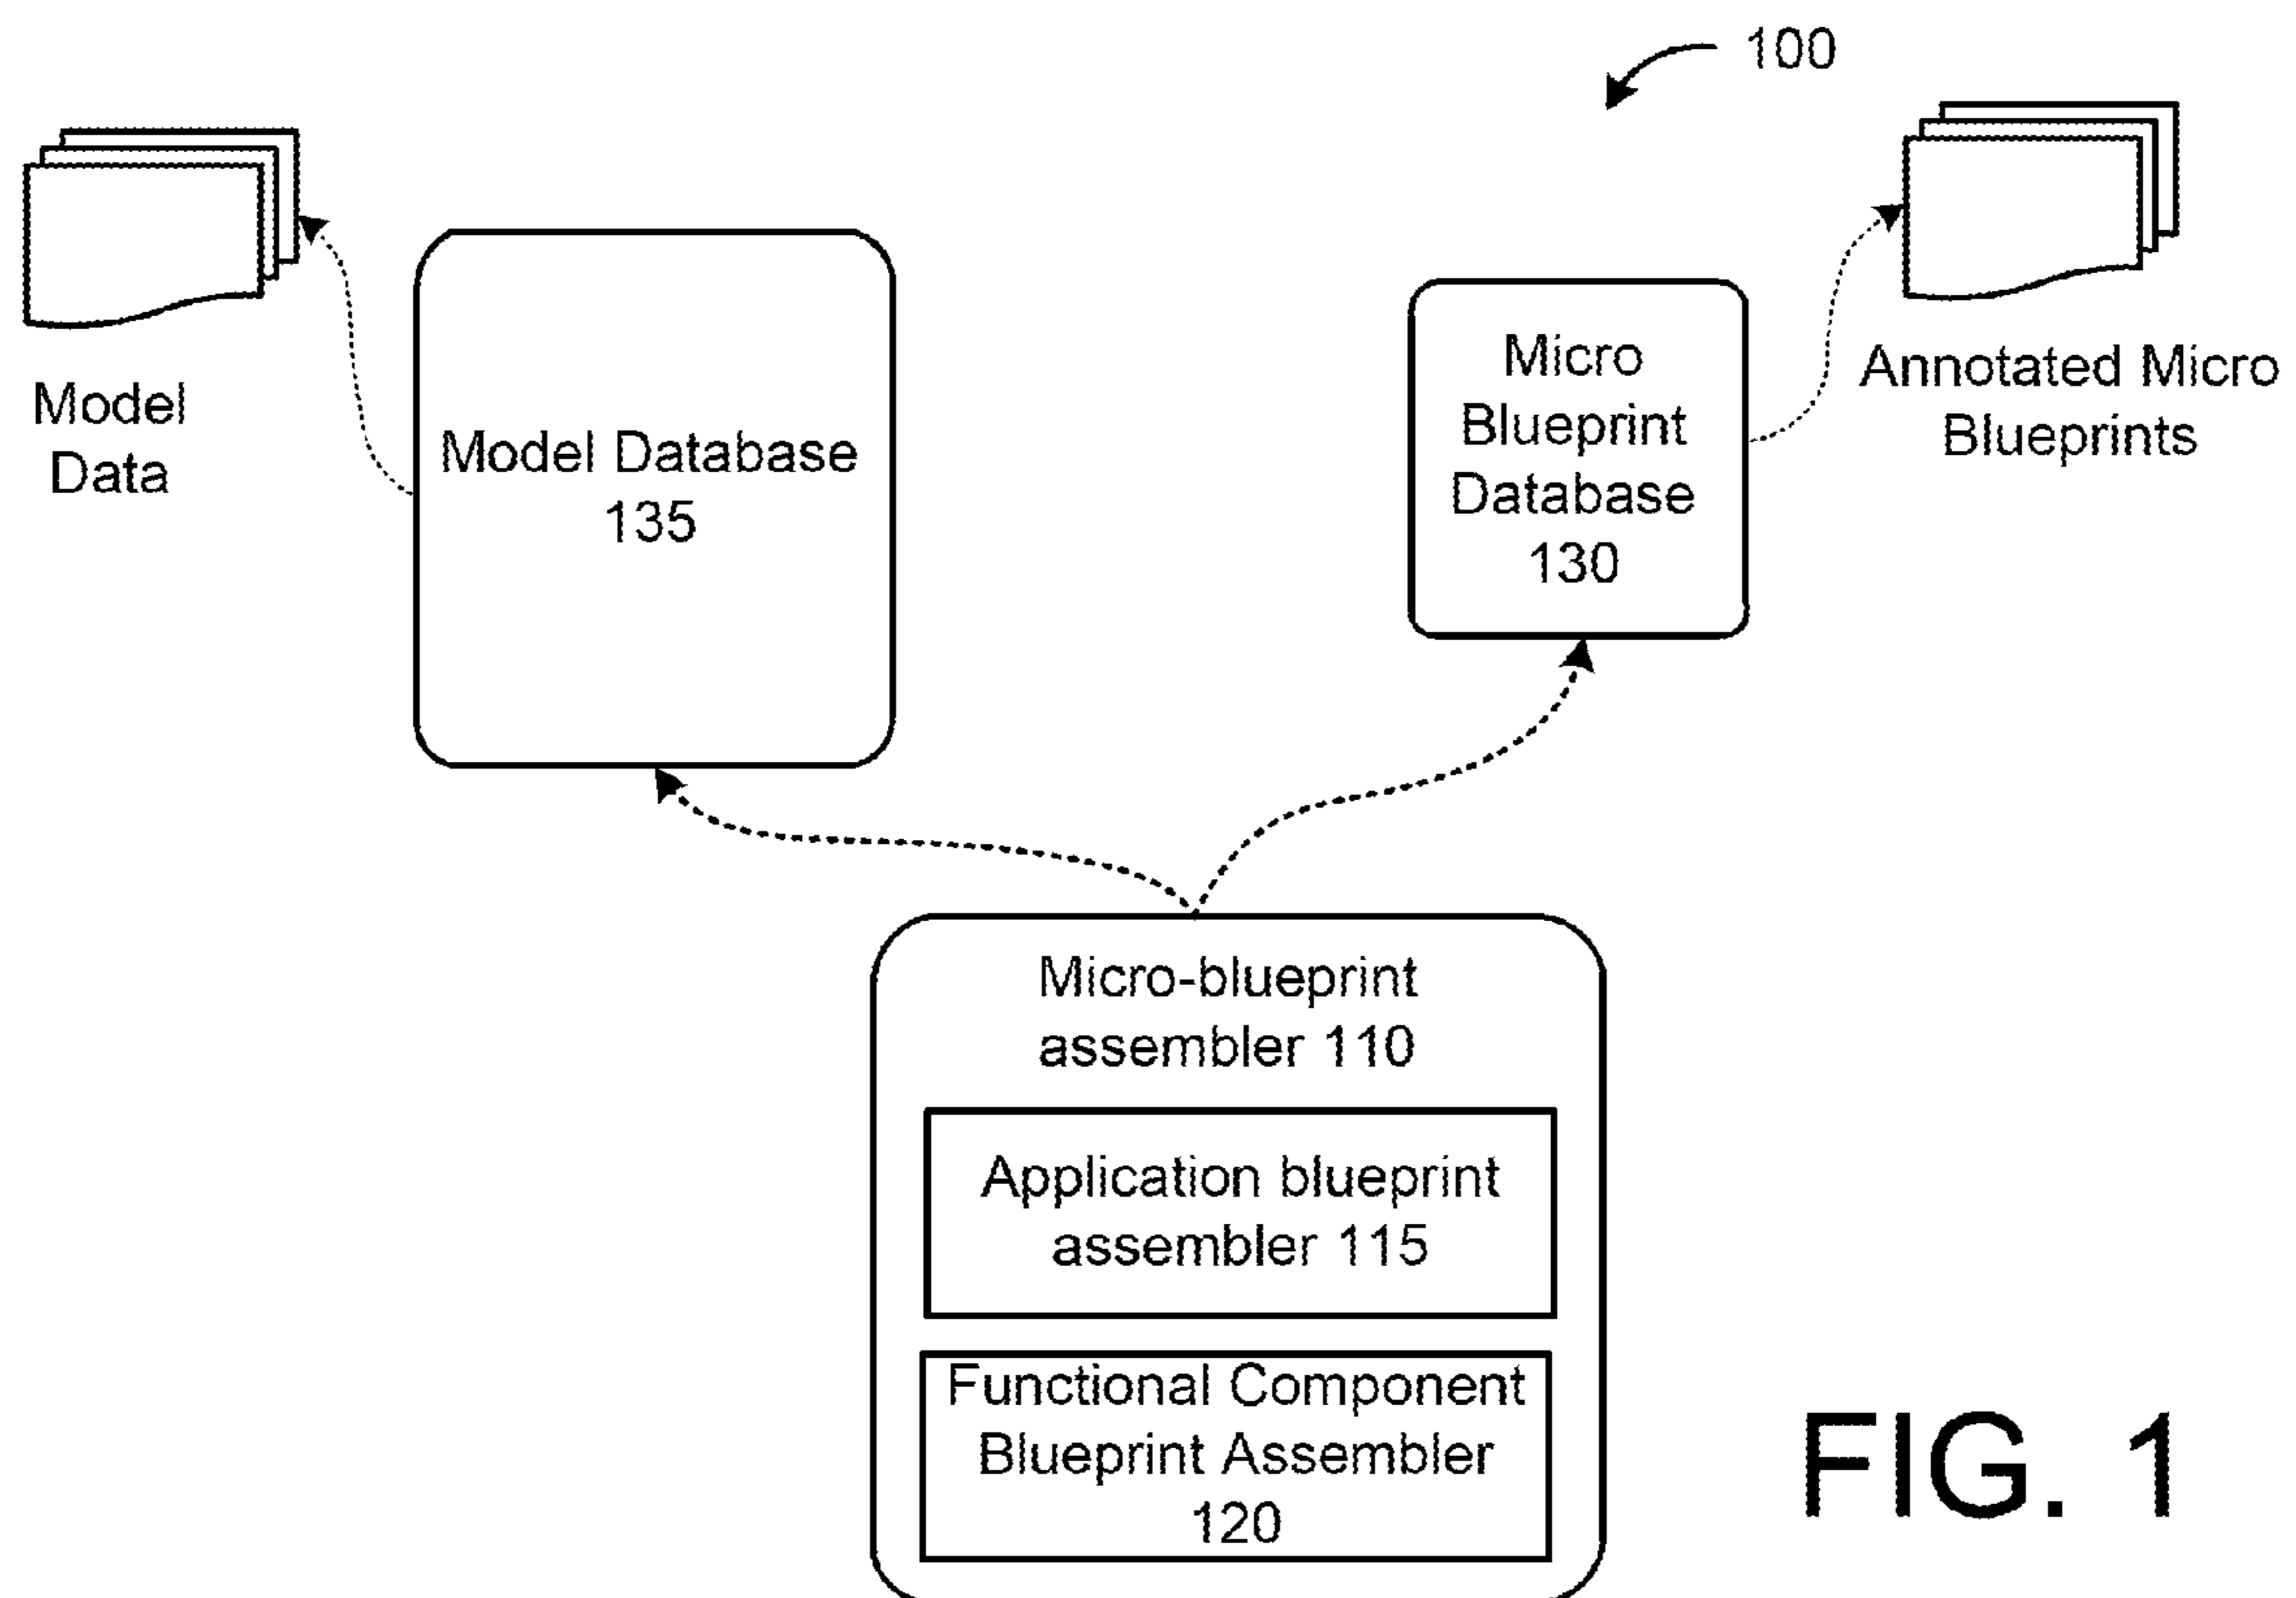 100
Model
Data
Model Database
135
Micro
Blueprint
Database
130
Annotated Micro
Blueprints
Micro-blueprint
assembler 110
Application blueprint
assembler 115
Functional Component
Blueprint Assembler
120
FIG. 1